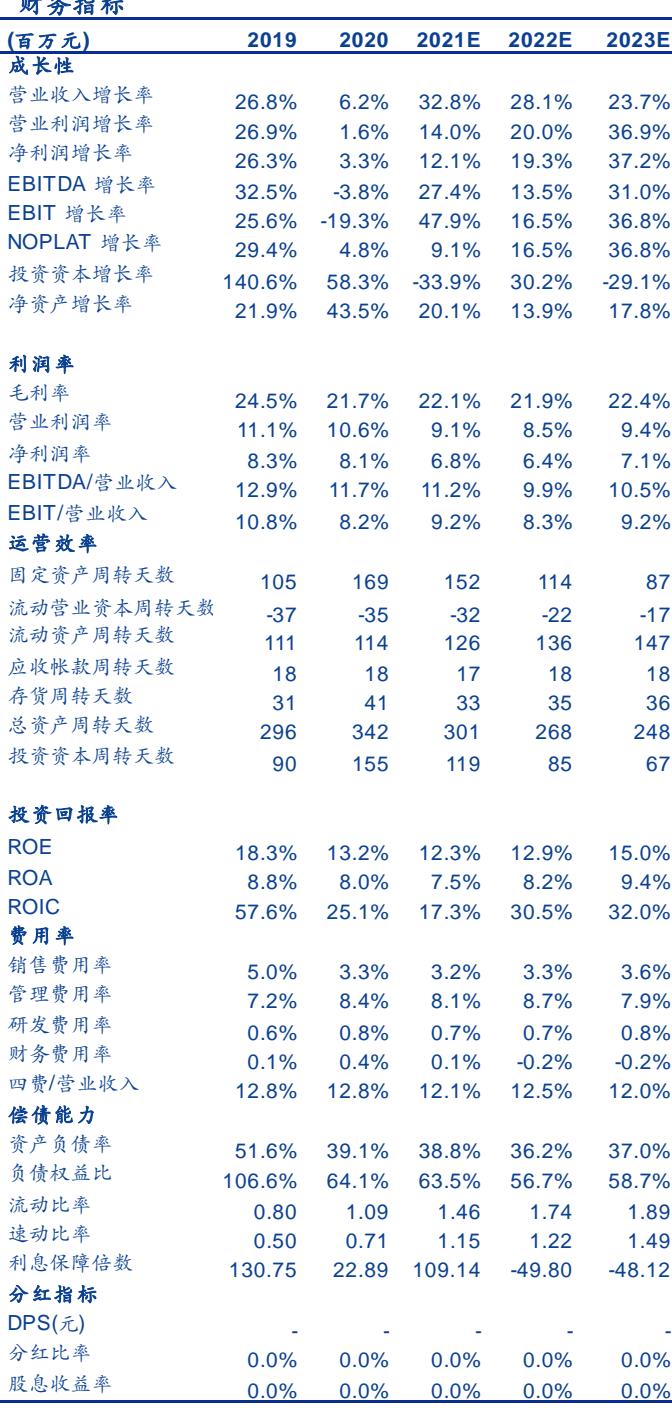 财务指标
(百万元) 2019 2020 2021E 2022E 2023E
成长性
营业收入增长率 26.8% 6.2% 32.8% 28.1% 23.7%
营业利润增长率 26.9% 1.6% 14.0% 20.0% 36.9%
净利润增长率 26.3% 3.3% 12.1% 19.3% 37.2%
EBITDA 增长率 32.5% -3.8% 27.4% 13.5% 31.0%
EBIT 增长率 25.6% -19.3% 47.9% 16.5% 36.8%
NOPLAT 增长率 29.4% 4.8% 9.1% 16.5% 36.8%
投资资本增长率 140.6% 58.3% -33.9% 30.2% -29.1%
净资产增长率 21.9% 43.5% 20.1% 13.9% 17.8%
利润率
毛利率 24.5% 21.7% 22.1% 21.9% 22.4%
营业利润率 11.1% 10.6% 9.1% 8.5% 9.4%
净利润率 8.3% 8.1% 6.8% 6.4% 7.1%
EBITDA/营业收入 12.9% 11.7% 11.2% 9.9% 10.5%
EBIT/营业收入 10.8% 8.2% 9.2% 8.3% 9.2%
运营效率
固定资产周转天数 105 169 152 114 87
流动营业资本周转天数 -37 -35 -32 -22 -17
流动资产周转天数 111 114 126 136 147
应收帐款周转天数 18 18 17 18 18
存货周转天数 31 41 33 35 36
总资产周转天数 296 342 301 268 248
投资资本周转天数 90 155 119 85 67
投资回报率
ROE 18.3% 13.2% 12.3% 12.9% 15.0%
ROA 8.8% 8.0% 7.5% 8.2% 9.4%
ROIC 57.6% 25.1% 17.3% 30.5% 32.0%
费用率
销售费用率 5.0% 3.3% 3.2% 3.3% 3.6%
管理费用率 7.2% 8.4% 8.1% 8.7% 7.9%
研发费用率 0.6% 0.8% 0.7% 0.7% 0.8%
财务费用率 0.1% 0.4% 0.1% -0.2% -0.2%
四费/营业收入 12.8% 12.8% 12.1% 12.5% 12.0%
偿债能力
资产负债率 51.6% 39.1% 38.8% 36.2% 37.0%
负债权益比 106.6% 64.1% 63.5% 56.7% 58.7%
流动比率 0.80 1.09 1.46 1.74 1.89
速动比率 0.50 0.71 1.15 1.22 1.49
利息保障倍数 130.75 22.89 109.14 -49.80 -48.12
分红指标
DPS(元) - - - - -
分红比率 0.0% 0.0% 0.0% 0.0% 0.0%
股息收益率 0.0% 0.0% 0.0% 0.0% 0.0%